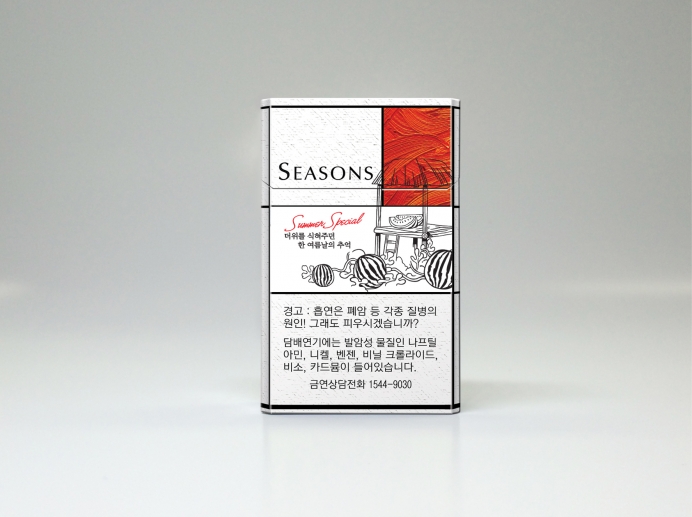 SEASONS
Summer Special
더위를 식혀주던
한 여름날의 추억
경고 : 흡연은 폐암 등 각종 질병의
원인!! 그래도 피우시겠습니까?
담배연기에는 발암성 물질인 나프틸
아민, 니켈, 벤젠, 비닐 크롤라이드,
비소, 카드뮴이 들어있습니다.
금연상담전화 1544-9030